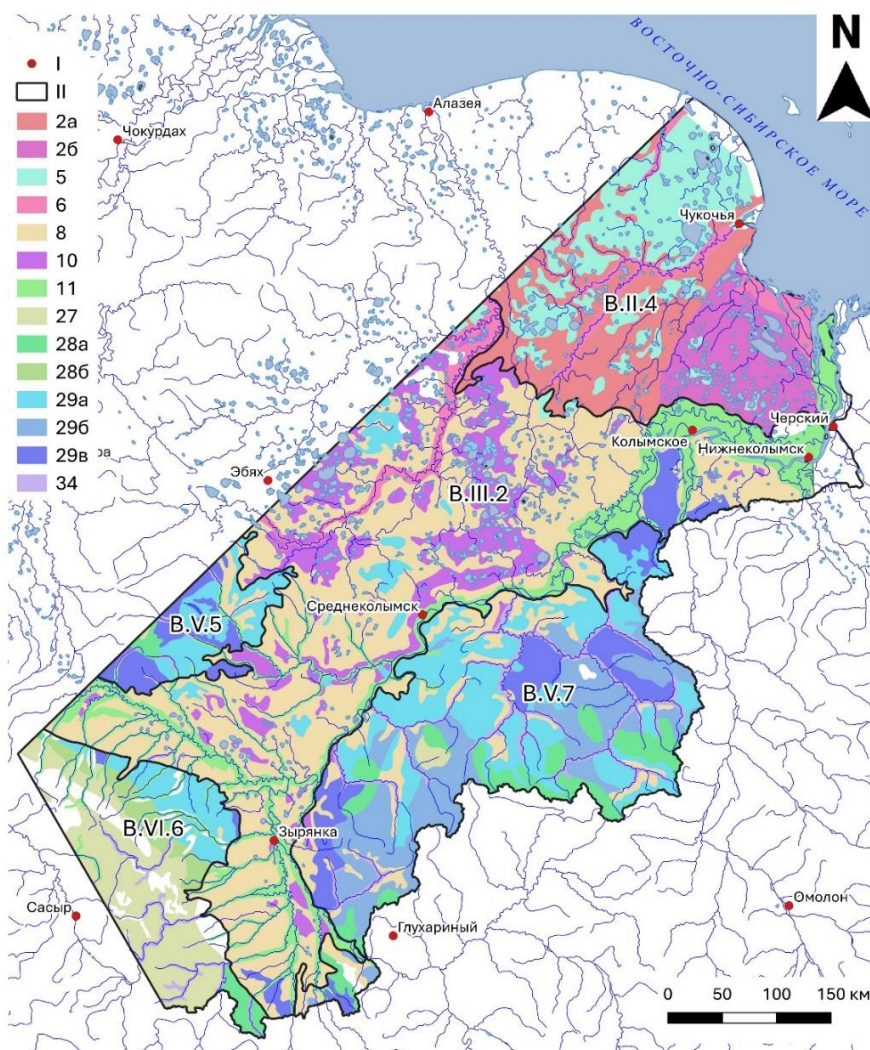 N
ВОСТОЧНО-СИБИРСКОЕ МОРЕ
I
II
2а
2б
5
6
8
10
11
27
28а
28б
29а
29б
29в
ра
34
Алазея
Чокурдах
Чукочья
В.II.4
Черский
Колымское
Нижнеколымск
Эбях
В.III.2
Среднеколымск
В.V.5
В.V.7
В.VI.6
Зырянка
Сасыр
Глухариный
Омолон
0 50 100 150 км